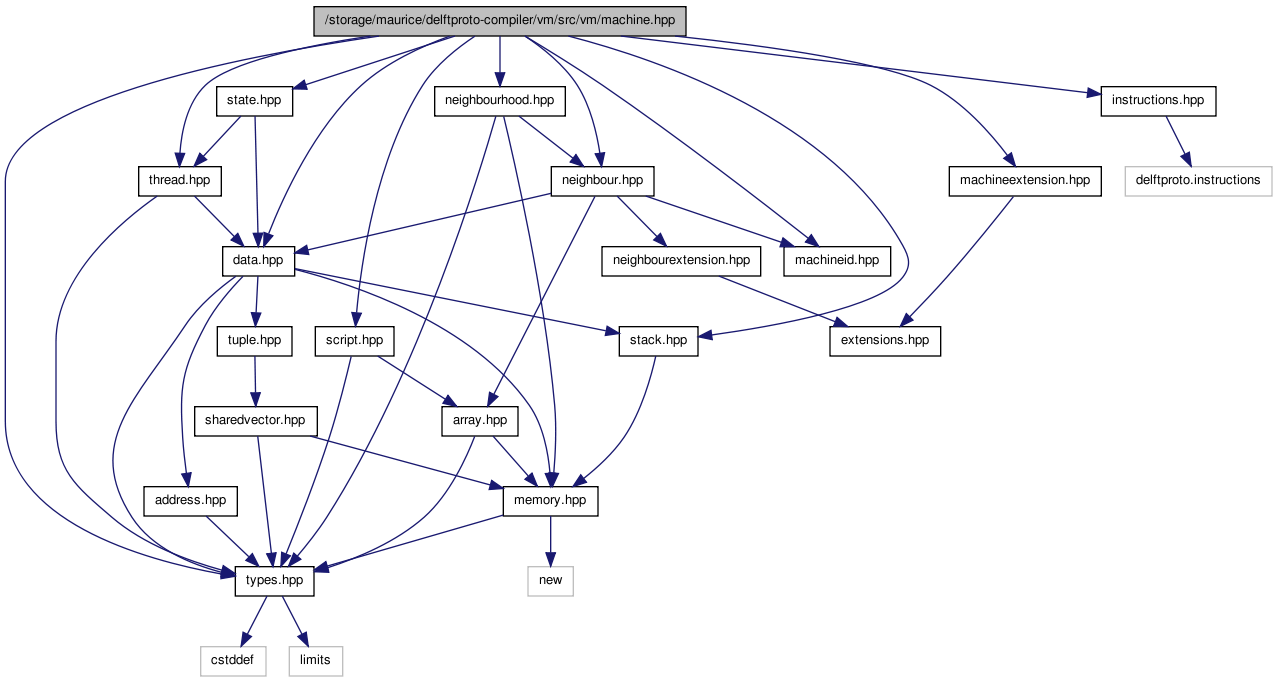 /storage/maurice/delftproto-compiler/vm/src/vm/machine.hpp
state.hpp
neighbourhood.hpp
instructions.hpp
thread.hpp
neighbour.hpp
machineextension.hpp
delftproto.instructions
data.hpp
neighbourextension.hpp
machineid.hpp
tuple.hpp
script.hpp
stack.hpp
extensions.hpp
sharedvector.hpp
array.hpp
address.hpp
memory.hpp
types.hpp
new
cstddef
limits